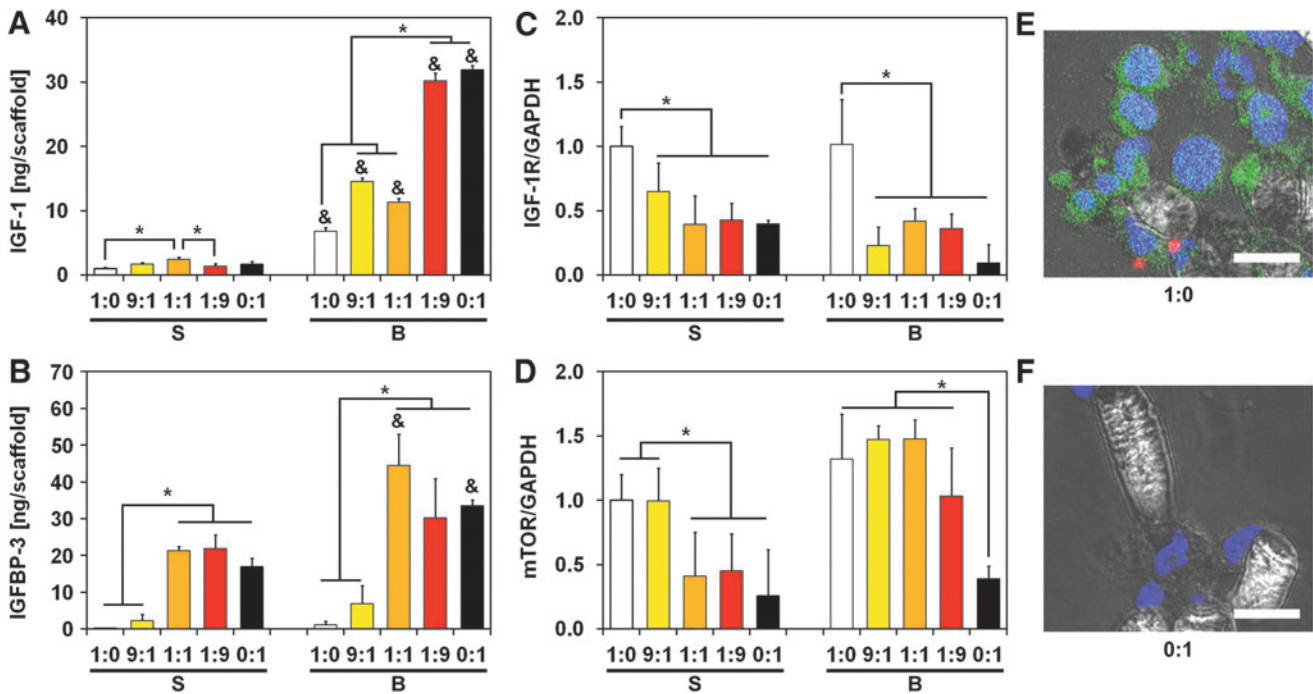 A
IGF-1 [ng/scaffold]
40
30
20
10
0
* * * & & & & &
1:0 9:1 1:1 1:9 0:1 1:0 9:1 1:1 1:9 0:1
S B
C
IGF-1R/GAPDH
2.0
1.5
1.0
0.5
0.0
* *
1:0 9:1 1:1 1:9 0:1 1:0 9:1 1:1 1:9 0:1
S B
E
1:0
B
IGFBP-3 [ng/scaffold]
70
60
50
40
30
20
10
0
* * & &
1:0 9:1 1:1 1:9 0:1 1:0 9:1 1:1 1:9 0:1
S B
D
mTOR/GAPDH
2.0
1.5
1.0
0.5
0.0
* *
1:0 9:1 1:1 1:9 0:1 1:0 9:1 1:1 1:9 0:1
S B
F
0:1